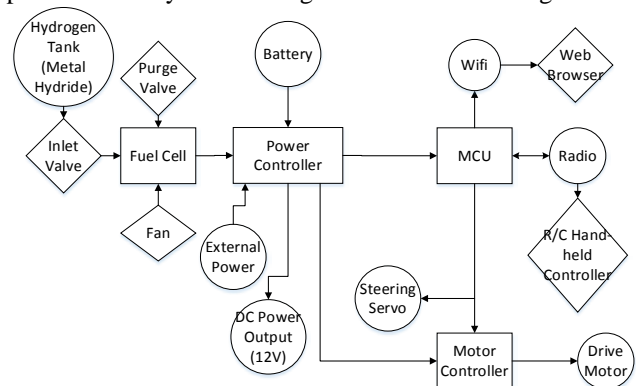 Hydrogen
Tank
(Metal
Hydride)
Purge
Valve
Battery
Wifi
Web
Browser
Inlet
Valve
Fuel Cell
Power
Controller
MCU
Radio
Fan
External
Power
R/C Hand-
held
Controller
Steering
Servo
DC Power
Output
(12V)
Motor
Controller
Drive
Motor